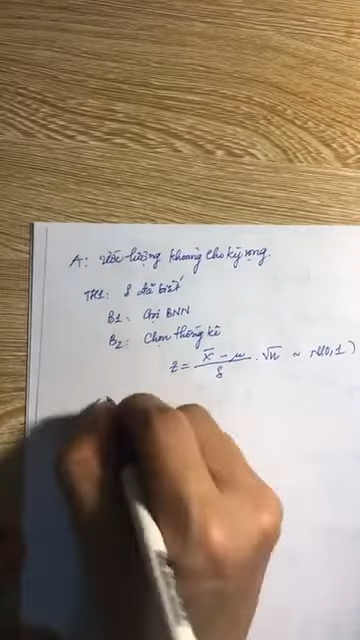 A: Ước lượng khoảng cho kỳ vọng.
TH1: δ đã biết
B1: Gọi BNN
B2: Chọn thống kê
Z = (x̄ - μ)/δ . √n ~ N(0,1)